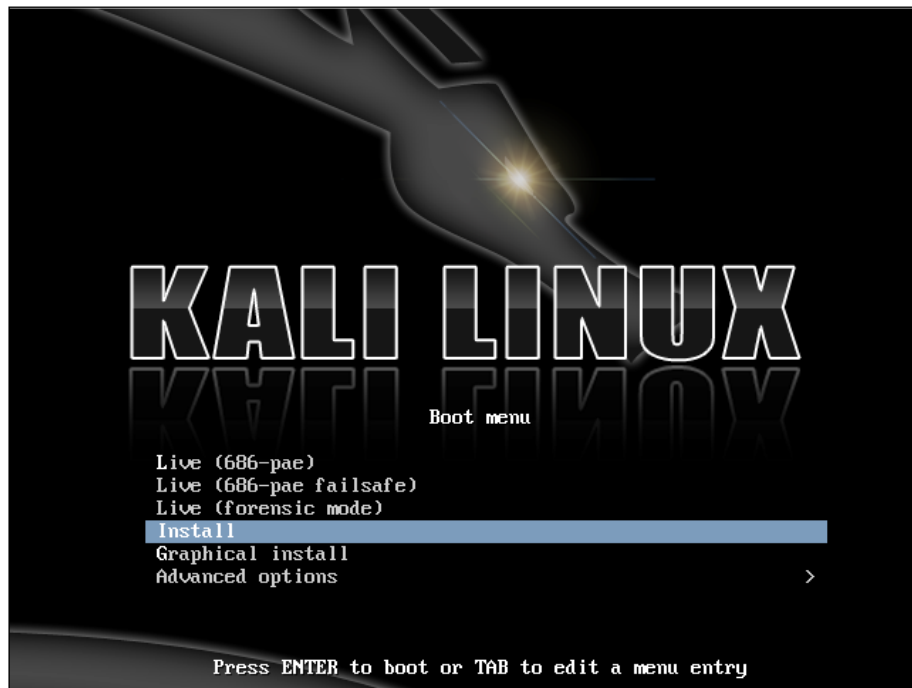 KALI LINUX
Boot menu
Live (686-pae)
Live (686-pae failsafe)
Live (forensic mode)
Install
Graphical install
Advanced options >
Press ENTER to boot or TAB to edit a menu entry